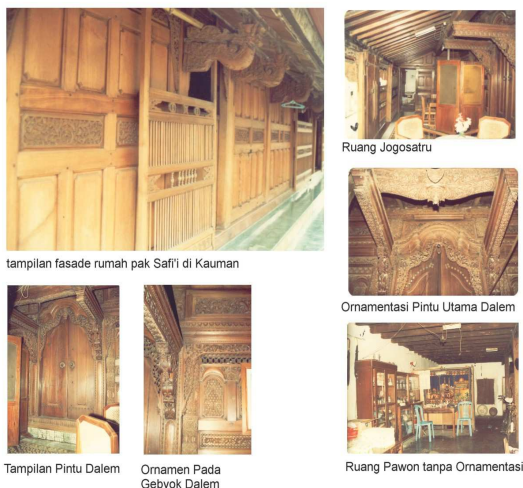 tampilan fasade rumah pak Safi'i di Kauman
Ruang Jogosatru
Ornamentasi Pintu Utama Dalem
Tampilan Pintu Dalem
Ornamen Pada
Gebyok Dalem
Ruang Pawon tanpa Ornamentasi